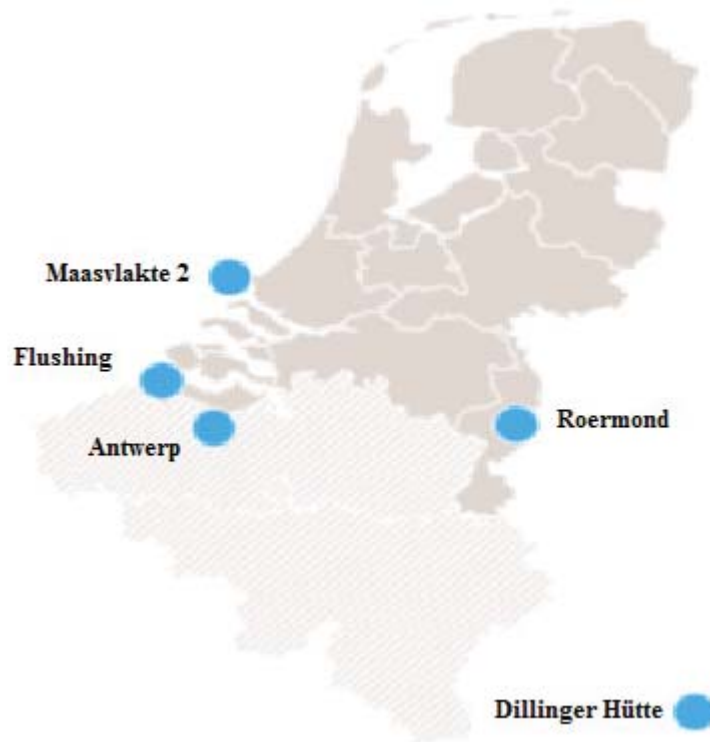 Maasvlakte 2
Flushing
Antwerp
Roermond
Dillinger Hütte